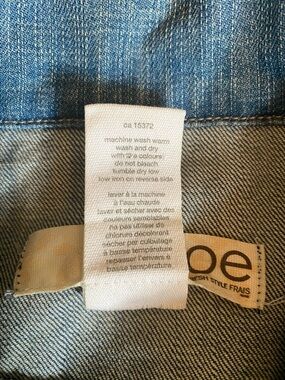 ca 15372
machine wash warm
wash and dry
with colours
do not bleach
tumble dry low
low iron on reverse side
laver à la machine
à l'eau chaude
laver et sécher avec des
couleurs semblables
ne pas utiliser de
chlorure décolorant
sécher par culbutage
à basse température
repasser l'envers à
basse température
oe
SH STYLE FRAIS